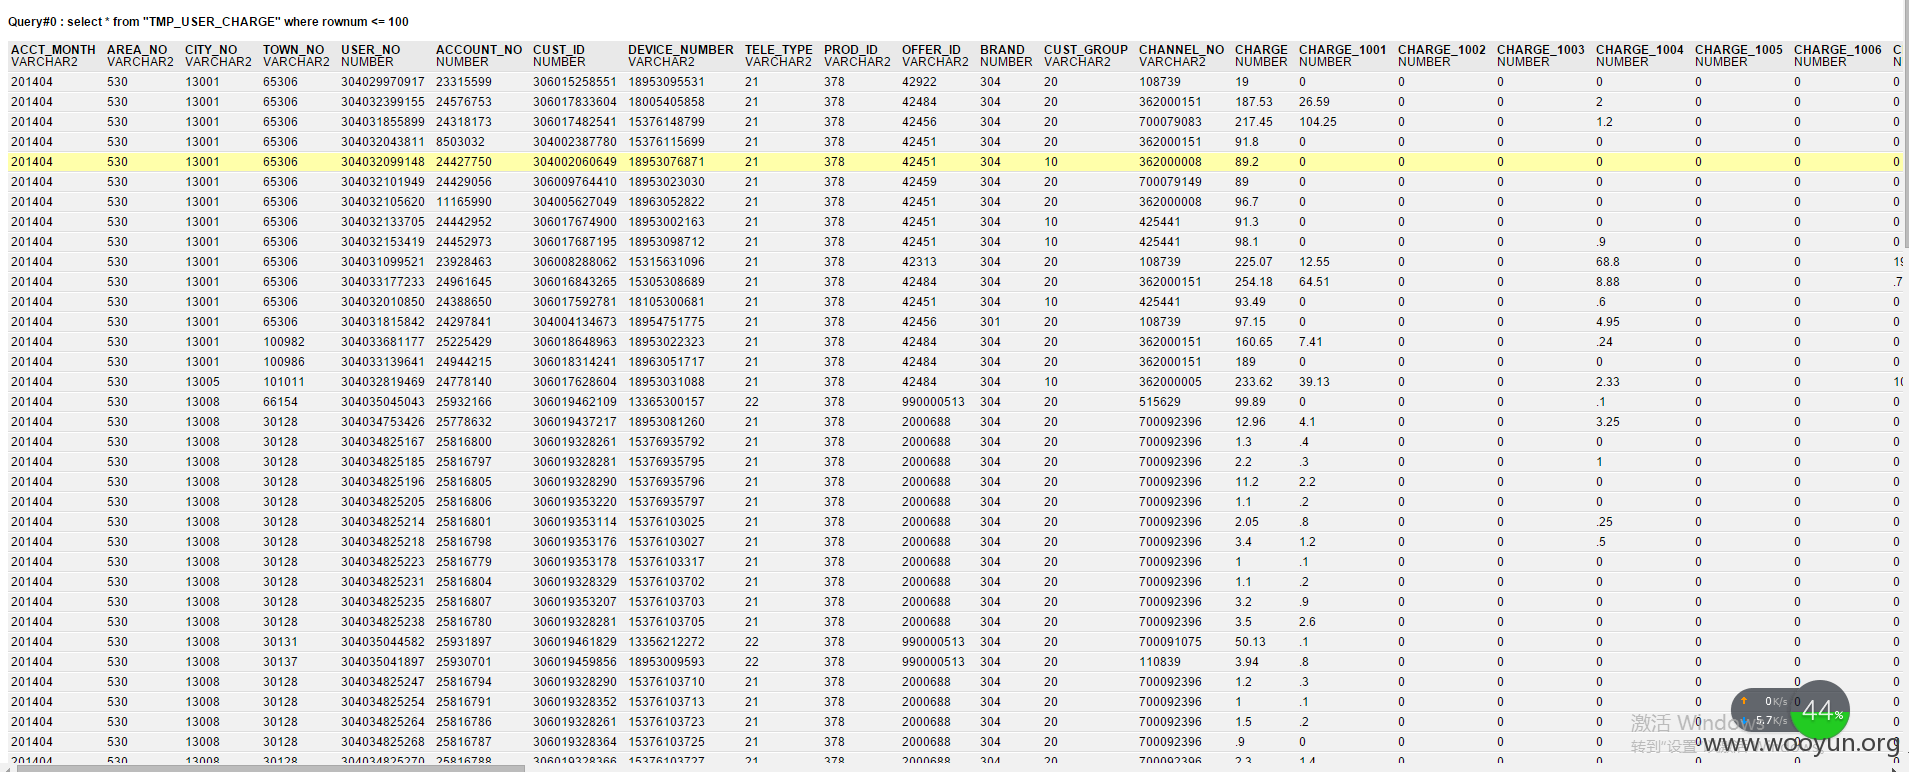 Query#0 : select * from "TMP_USER_CHARGE" where rownum <= 100
ACCT_MONTH AREA_NO CITY_NO TOWN_NO USER_NO ACCOUNT_NO CUST_ID DEVICE_NUMBER TELE_TYPE PROD_ID OFFER_ID BRAND CUST_GROUP CHANNEL_NO CHARGE CHARGE_1001 CHARGE_1002 CHARGE_1003 CHARGE_1004 CHARGE_1005 CHARGE_1006 C
VARCHAR2 VARCHAR2 VARCHAR2 VARCHAR2 NUMBER NUMBER NUMBER VARCHAR2 VARCHAR2 VARCHAR2 VARCHAR2 NUMBER VARCHAR2 VARCHAR2 NUMBER NUMBER NUMBER NUMBER NUMBER NUMBER NUMBER N
201404 530 13001 65306 304029970917 23315599 306015258551 18953095531 21 378 42922 304 20 108739 19 0 0 0 0 0 0 0
201404 530 13001 65306 304032399155 24576753 306017833604 18005405858 21 378 42484 304 20 362000151 187.53 26.59 0 0 2 0 0 0
201404 530 13001 65306 304031855899 24318173 306017482541 15376148799 21 378 42456 304 20 700079083 217.45 104.25 0 0 1.2 0 0 0
201404 530 13001 65306 304032043811 8503032 304002387780 15376115699 21 378 42451 304 20 362000151 91.8 0 0 0 0 0 0 0
201404 530 13001 65306 304032099148 24427750 304002060649 18953076871 21 378 42451 304 10 362000008 89.2 0 0 0 0 0 0 0
201404 530 13001 65306 304032101949 24429056 306009764410 18953023030 21 378 42459 304 20 700079149 89 0 0 0 0 0 0 0
201404 530 13001 65306 304032105620 11165990 304005627049 18963052822 21 378 42451 304 20 362000008 96.7 0 0 0 0 0 0 0
201404 530 13001 65306 304032133705 24442952 306017674900 18953002163 21 378 42451 304 10 425441 91.3 0 0 0 0 0 0 0
201404 530 13001 65306 304032153419 24452973 306017687195 18953098712 21 378 42451 304 10 425441 98.1 0 0 0 .9 0 0 0
201404 530 13001 65306 304031099521 23928463 306008288062 15315631096 21 378 42313 304 20 108739 225.07 12.55 0 0 68.8 0 0 19
201404 530 13001 65306 304033177233 24961645 306016843265 15305308689 21 378 42484 304 20 362000151 254.18 64.51 0 0 8.88 0 0 .7
201404 530 13001 65306 304032010850 24388650 306017592781 18105300681 21 378 42451 304 10 425441 93.49 0 0 0 .6 0 0 0
201404 530 13001 65306 304031815842 24297841 304004134673 18954751775 21 378 42456 301 20 108739 97.15 0 0 0 4.95 0 0 0
201404 530 13001 100982 304033681177 25225429 306018648963 18953022323 21 378 42484 304 20 362000151 160.65 7.41 0 0 .24 0 0 0
201404 530 13001 100986 304033139641 24944215 306018314241 18963051717 21 378 42484 304 20 362000151 189 0 0 0 0 0 0 0
201404 530 13005 101011 304032819469 24778140 306017628604 18953031088 21 378 42484 304 10 362000005 233.62 39.13 0 0 2.33 0 0 10
201404 530 13008 66154 304035045043 25932166 306019462109 13365300157 22 378 990000513 304 20 515629 99.89 0 0 0 .1 0 0 0
201404 530 13008 30128 304034753426 25778632 306019437217 18953081260 21 378 2000688 304 20 700092396 12.96 4.1 0 0 3.25 0 0 0
201404 530 13008 30128 304034825167 25816800 306019328261 15376935792 21 378 2000688 304 20 700092396 1.3 .4 0 0 0 0 0 0
201404 530 13008 30128 304034825185 25816797 306019328281 15376935795 21 378 2000688 304 20 700092396 2.2 .3 0 0 1 0 0 0
201404 530 13008 30128 304034825196 25816805 306019328290 15376935796 21 378 2000688 304 20 700092396 11.2 2.2 0 0 0 0 0 0
201404 530 13008 30128 304034825205 25816806 306019353220 15376935797 21 378 2000688 304 20 700092396 1.1 .2 0 0 0 0 0 0
201404 530 13008 30128 304034825214 25816801 306019353114 15376103025 21 378 2000688 304 20 700092396 2.05 .8 0 0 .25 0 0 0
201404 530 13008 30128 304034825218 25816798 306019353176 15376103027 21 378 2000688 304 20 700092396 3.4 1.2 0 0 .5 0 0 0
201404 530 13008 30128 304034825223 25816779 306019353178 15376103317 21 378 2000688 304 20 700092396 1 .1 0 0 0 0 0 0
201404 530 13008 30128 304034825231 25816804 306019328329 15376103702 21 378 2000688 304 20 700092396 1.1 .2 0 0 0 0 0 0
201404 530 13008 30128 304034825235 25816807 306019353207 15376103703 21 378 2000688 304 20 700092396 3.2 .9 0 0 0 0 0 0
201404 530 13008 30128 304034825238 25816780 306019328281 15376103705 21 378 2000688 304 20 700092396 3.5 2.6 0 0 0 0 0 0
201404 530 13008 30131 304035044582 25931897 306019461829 13356212272 22 378 990000513 304 20 700091075 50.13 .1 0 0 0 0 0 0
201404 530 13008 30137 304035041897 25930701 306019459856 18953009593 22 378 990000513 304 20 110839 3.94 .8 0 0 0 0 0 0
201404 530 13008 30128 304034825247 25816794 306019328290 15376103710 21 378 2000688 304 20 700092396 1.2 .3 0 0 0 0 0 0
201404 530 13008 30128 304034825254 25816791 306019328352 15376103713 21 378 2000688 304 20 700092396 1 .1 0 0 0 0 0 0
201404 530 13008 30128 304034825264 25816786 306019328261 15376103723 21 378 2000688 304 20 700092396 1.5 .2 0 0 0 0
201404 530 13008 30128 304034825268 25816787 306019328364 15376103725 21 378 2000688 304 20 700092396 .9 0 0 0 0 0 0
201404 530 13008 30128 304034825270 25816788 306019328366 15376103727 21 378 2000688 304 20 700092396 2.3 1.4 0 0 0 0 0 0
0 K/s
5.7 K/s
44%
激活 Windows
转到"设置"
www.wooyun.org